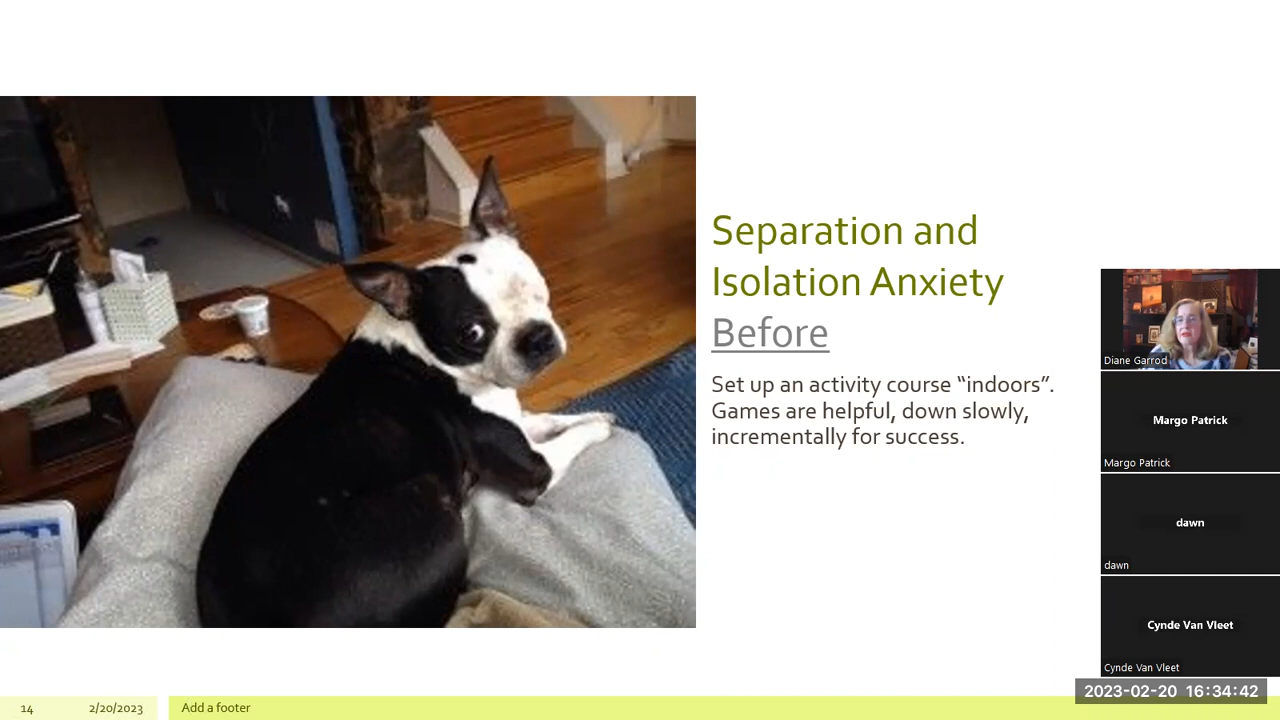 Separation and
Isolation Anxiety
Before
Set up an activity course “indoors”.
Games are helpful, down slowly,
incrementally for success.
Diane Garrod
Margo Patrick
Margo Patrick
dawn
dawn
Cynde Van Vleet
Cynde Van Vleet
2023-02-20 16:34:42
14
2/20/2023
Add a footer